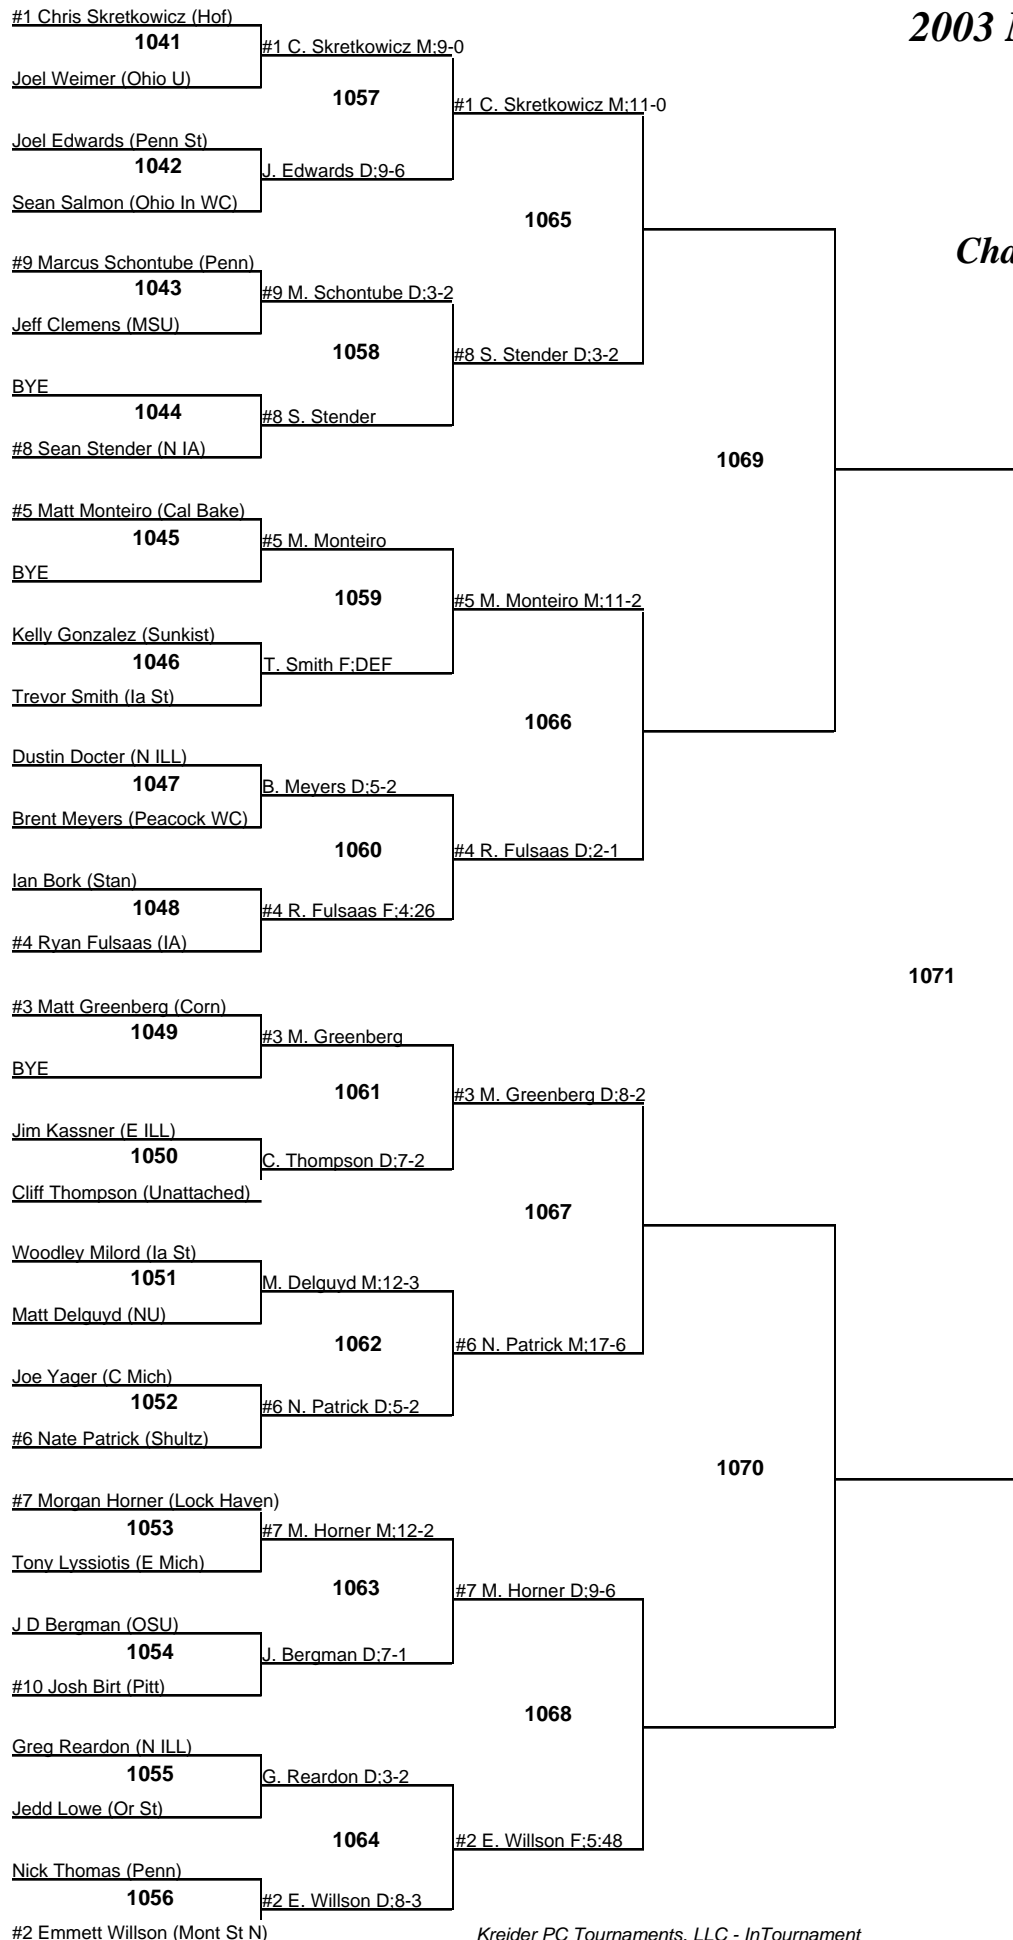 #1 Chris Skretkowicz (Hof)
2003
1041
#1 C. Skretkowicz M;9-0
Joel Weimer (Ohio U)
1057
#1 C. Skretkowicz M;11-0
Joel Edwards (Penn St)
1042
J. Edwards D;9-6
Sean Salmon (Ohio In WC)
1065
Cha
#9 Marcus Schontube (Penn)
1043
#9 M. Schontube D;3-2
Jeff Clemens (MSU)
1058
#8 S. Stender D;3-2
BYE
1044
#8 S. Stender
#8 Sean Stender (N IA)
1069
#5 Matt Monteiro (Cal Bake)
1045
#5 M. Monteiro
BYE
1059
#5 M. Monteiro M;11-2
Kelly Gonzalez (Sunkist)
1046
T. Smith F;DEF
Trevor Smith (Ia St)
1066
Dustin Docter (N ILL)
1047
B. Meyers D;5-2
Brent Meyers (Peacock WC)
1060
#4 R. Fulsaas D;2-1
Ian Bork (Stan)
1048
#4 R. Fulsaas F;4:26
#4 Ryan Fulsaas (IA)
1071
#3 Matt Greenberg (Corn)
1049
#3 M. Greenberg
BYE
1061
#3 M. Greenberg D;8-2
Jim Kassner (E ILL)
1050
C. Thompson D;7-2
Cliff Thompson (Unattached)
1067
Woodley Milord (Ia St)
1051
M. Delguyd M;12-3
Matt Delguyd (NU)
1062
#6 N. Patrick M;17-6
Joe Yager (C Mich)
1052
#6 N. Patrick D;5-2
#6 Nate Patrick (Shultz)
1070
#7 Morgan Horner (Lock Haven)
1053
#7 M. Horner M;12-2
Tony Lyssiotis (E Mich)
1063
#7 M. Horner D;9-6
J D Bergman (OSU)
1054
J. Bergman D;7-1
#10 Josh Birt (Pitt)
1068
Greg Reardon (N ILL)
1055
G. Reardon D;3-2
Jedd Lowe (Or St)
1064
#2 E. Willson F;5:48
Nick Thomas (Penn)
1056
#2 E. Willson D;8-3
#2 Emmett Willson (Mont St N)
Kreider PC Tournaments, LLC - InTournament